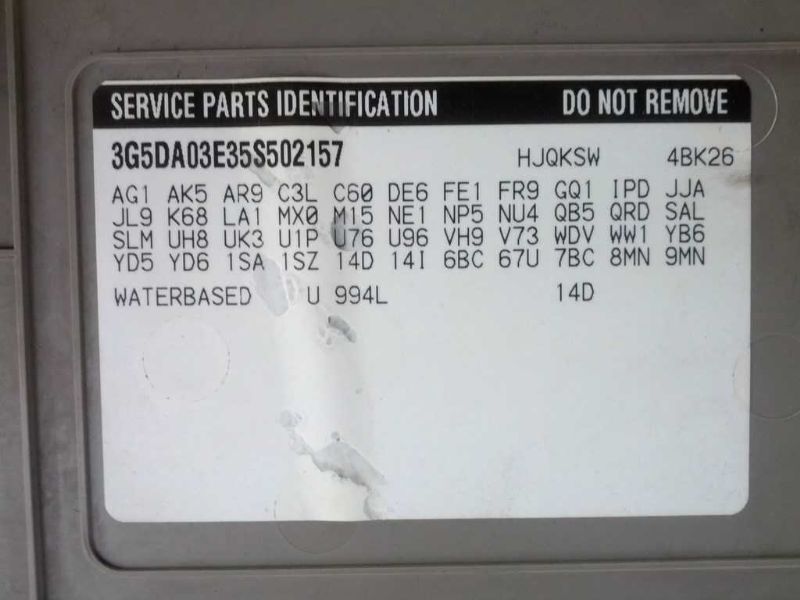 SERVICE PARTS IDENTIFICATION DO NOT REMOVE
3G5DA03E35S502157 HJQKSW 4BK26
AG1 AK5 AR9 C3L C60 DE6 FE1 FR9 GQ1 IPD JJA
JL9 K68 LA1 MX0 M15 NE1 NP5 NU4 QB5 QRD SAL
SLM UH8 UK3 U1P U76 U96 VH9 V73 WDV WW1 YB6
YD5 YD6 1SA 1SZ 14D 14I 6BC 67U 7BC 8MN 9MN
WATERBASED U 994L 14D